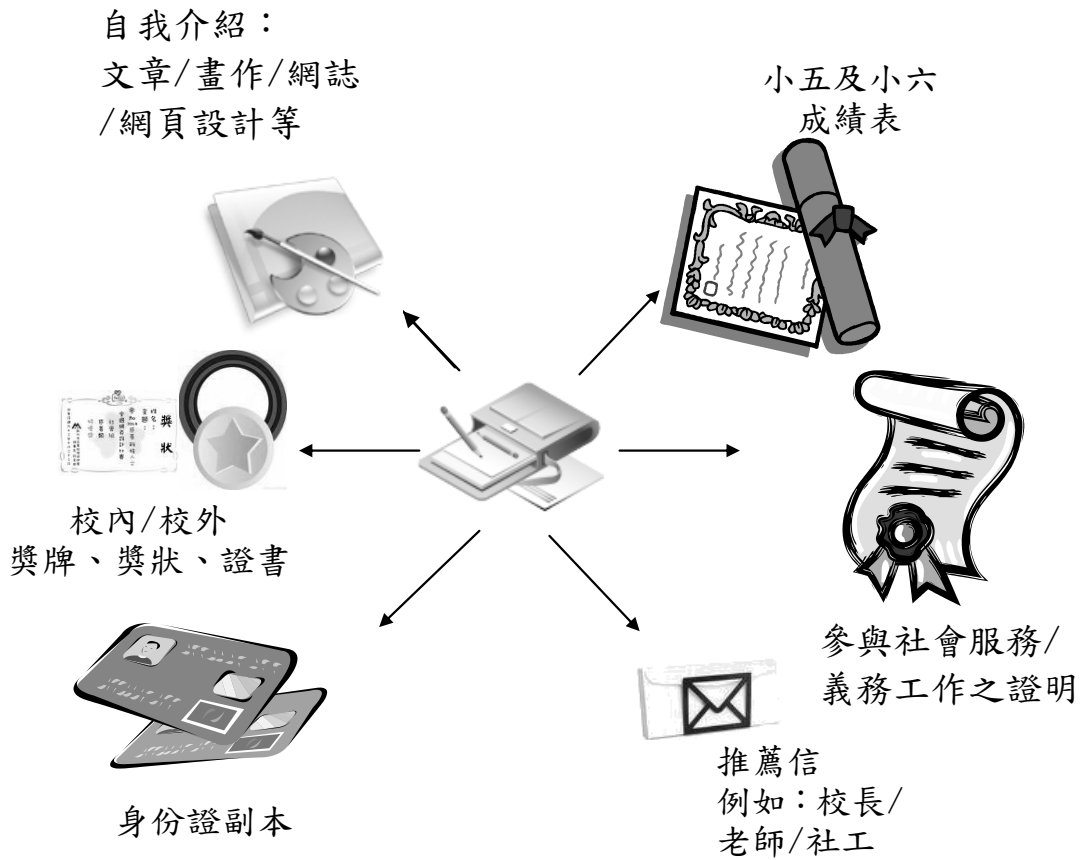 自我介紹：
文章/畫作/網誌
/網頁設計等
小五及小六
成績表
獎狀
校內/校外
獎牌、獎狀、證書
參與社會服務/
義務工作之證明
身份證副本
推薦信
例如：校長/
老師/社工